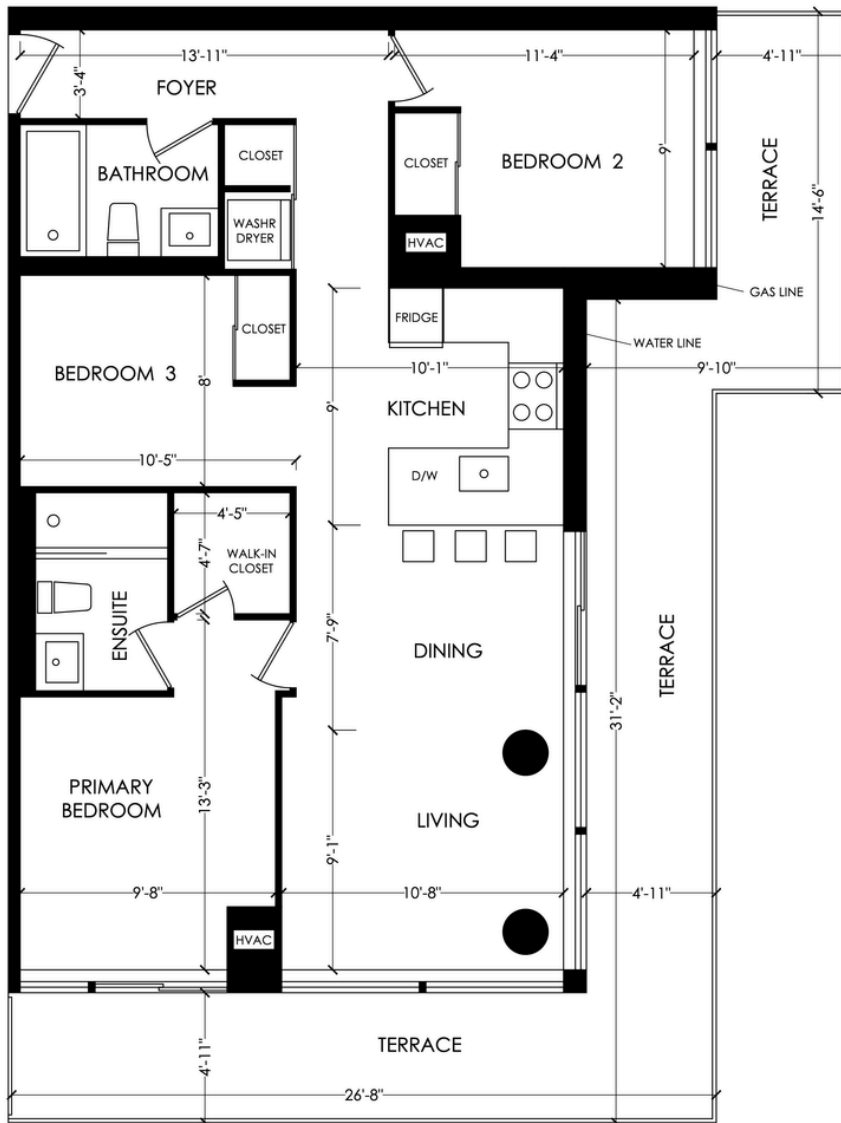 13'-11"
11'-4"
4'-11"
3'-4"
FOYER
CLOSET
BATHROOM
CLOSET
BEDROOM 2
9'
TERRACE
14'-6"
WASHR
DRYER
HVAC
GAS LINE
FRIDGE
CLOSET
WATER LINE
BEDROOM 3
8'
10'-1"
9'-10"
9'
KITCHEN
10'-5"
D/W
4'-5"
4'-7"
WALK-IN
CLOSET
ENSUITE
7'-9"
DINING
TERRACE
31'-2"
PRIMARY
BEDROOM
13'-3"
LIVING
9'-1"
9'-8"
10'-8"
4'-11"
HVAC
4'-11"
TERRACE
26'-8"